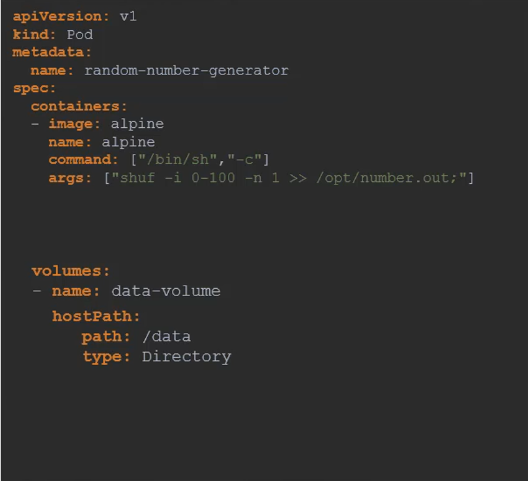 apiVersion: v1
kind: Pod
metadata:
  name: random-number-generator
spec:
  containers:
  - image: alpine
    name: alpine
    command: ["/bin/sh","-c"]
    args: ["shuf -i 0-100 -n 1 >> /opt/number.out;"]
  volumes:
  - name: data-volume
    hostPath:
       path: /data
       type: Directory